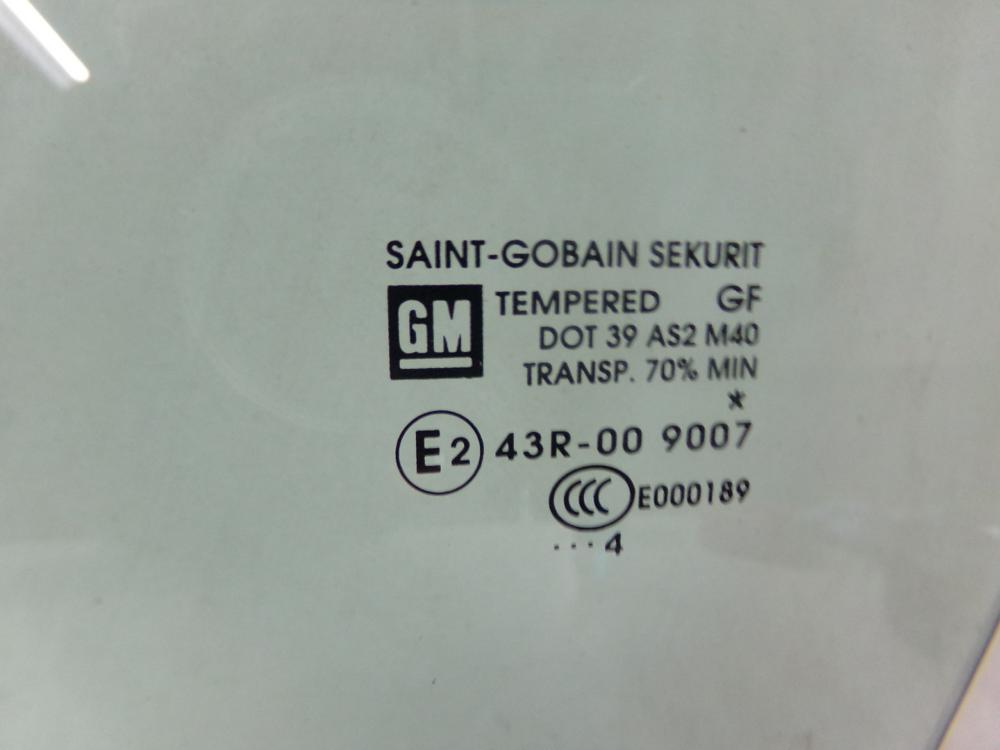 SAINT-GOBAIN SEKURIT
GM
TEMPERED GF
DOT 39 AS2 M40
TRANSP. 70% MIN
*
E2 43R-00 9007
CCC E000189
...4